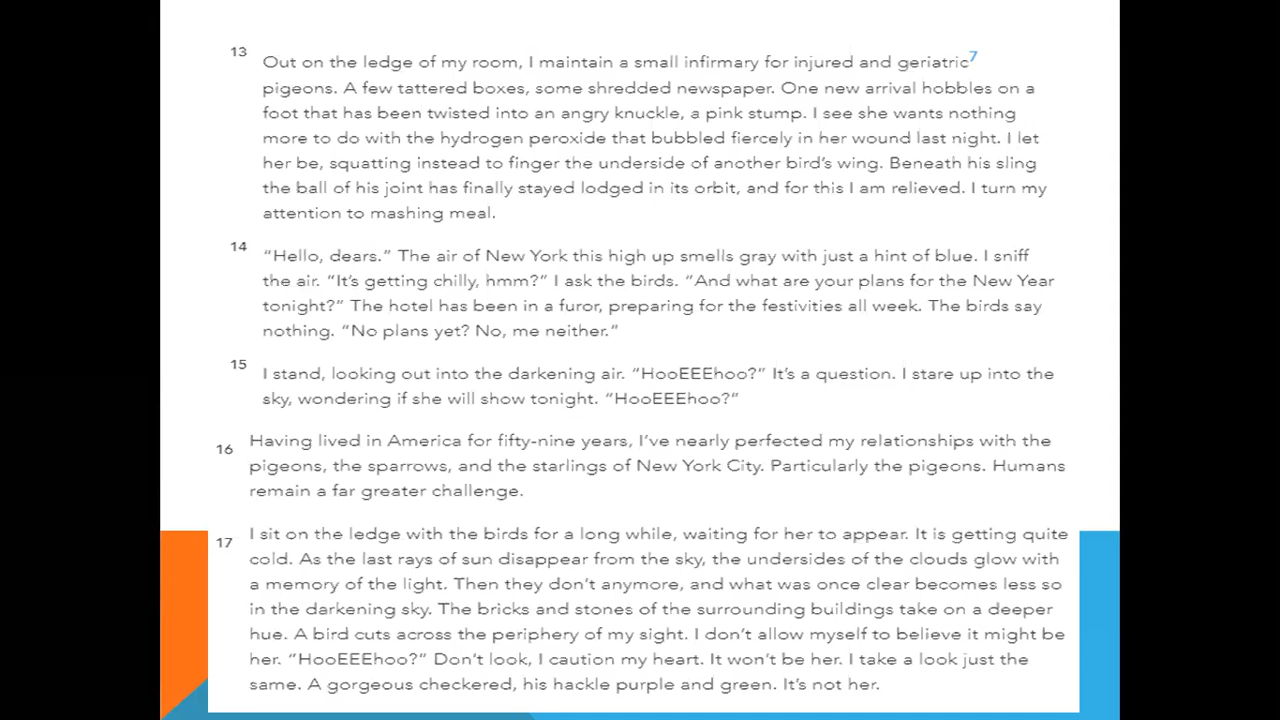 13
Out on the ledge of my room, I maintain a small infirmary for injured and geriatric7
pigeons. A few tattered boxes, some shredded newspaper. One new arrival hobbles on a
foot that has been twisted into an angry knuckle, a pink stump. I see she wants nothing
more to do with the hydrogen peroxide that bubbled fiercely in her wound last night. I let
her be, squatting instead to finger the underside of another bird's wing. Beneath his sling
the ball of his joint has finally stayed lodged in its orbit, and for this I am relieved. I turn my
attention to mashing meal.
14
“Hello, dears.” The air of New York this high up smells gray with just a hint of blue. I sniff
the air. “It's getting chilly, hmm?” I ask the birds. “And what are your plans for the New Year
tonight?” The hotel has been in a furor, preparing for the festivities all week. The birds say
nothing. “No plans yet? No, me neither.”
15
I stand, looking out into the darkening air. “HooEEEhoo?” It's a question. I stare up into the
sky, wondering if she will show tonight. “HooEEEhoo?”
16
Having lived in America for fifty-nine years, I've nearly perfected my relationships with the
pigeons, the sparrows, and the starlings of New York City. Particularly the pigeons. Humans
remain a far greater challenge.
17
I sit on the ledge with the birds for a long while, waiting for her to appear. It is getting quite
cold. As the last rays of sun disappear from the sky, the undersides of the clouds glow with
a memory of the light. Then they don't anymore, and what was once clear becomes less so
in the darkening sky. The bricks and stones of the surrounding buildings take on a deeper
hue. A bird cuts across the periphery of my sight. I don't allow myself to believe it might be
her. “HooEEEhoo?” Don't look, I caution my heart. It won't be her. I take a look just the
same. A gorgeous checkered, his hackle purple and green. It's not her.